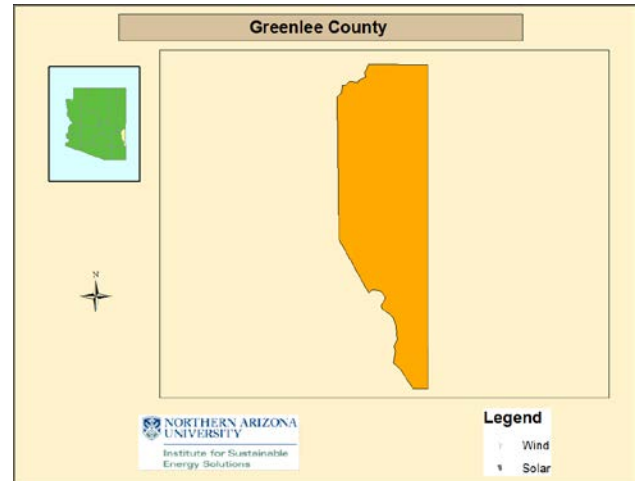 Greenlee County
N
NORTHERN ARIZONA
UNIVERSITY
Institute for Sustainable
Energy Solutions
Legend
Wind
Solar